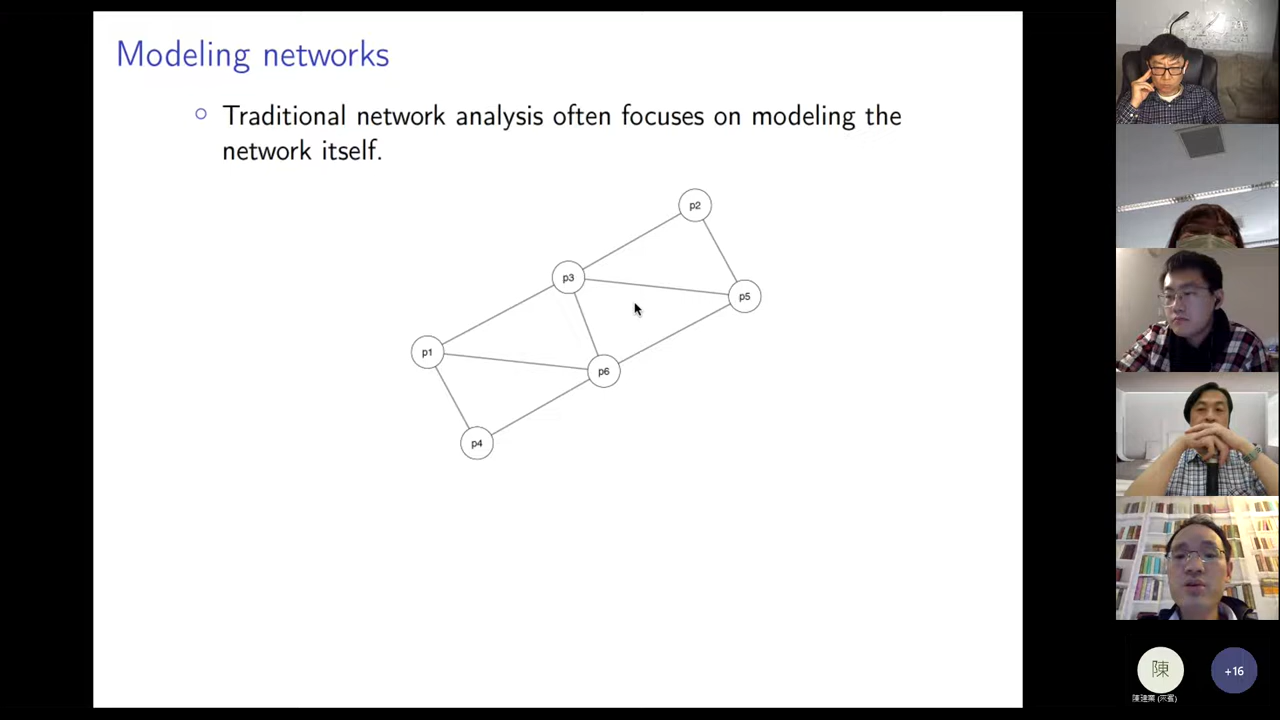 Modeling networks
Traditional network analysis often focuses on modeling the
network itself.
p2
p3
p5
p1
p6
p4
陳
+16